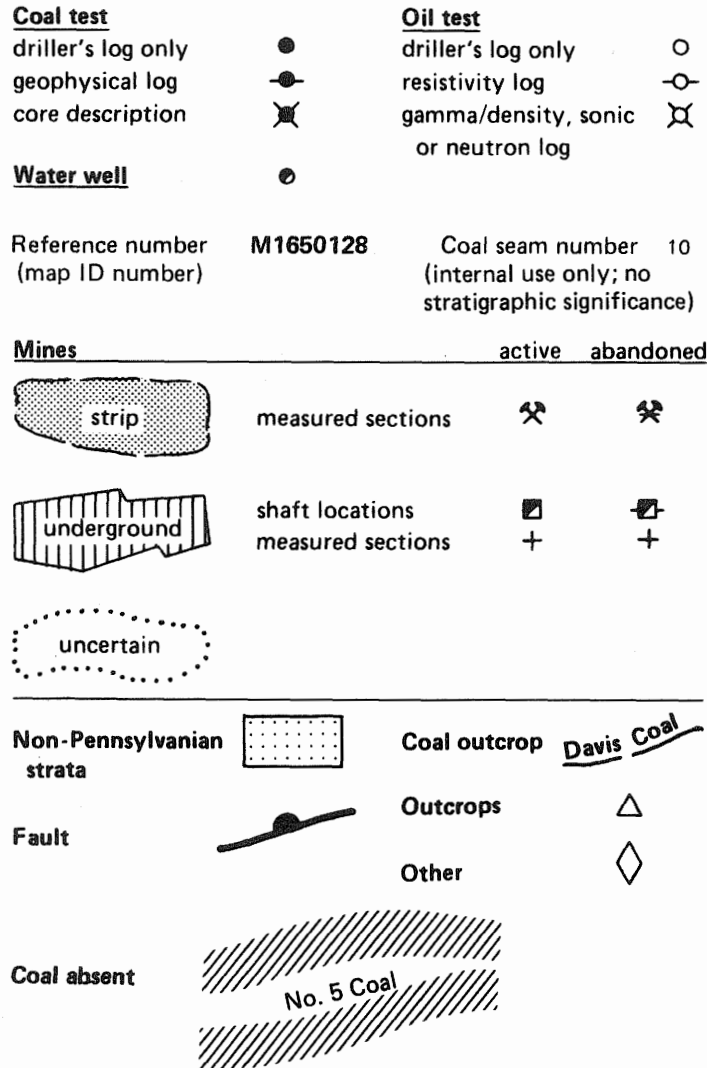 Coal test
driller's log only
geophysical log
core description
Water well
Oil test
driller's log only
resistivity log
gamma/density, sonic
or neutron log
Reference number M1650128
(map ID number)
Coal seam number 10
(internal use only; no
stratigraphic significance)
Mines active abandoned
strip measured sections
underground
shaft locations
measured sections
uncertain
Non-Pennsylvanian
strata
Coal outcrop Davis Coal
Outcrops
Fault
Other
Coal absent
No. 5 Coal